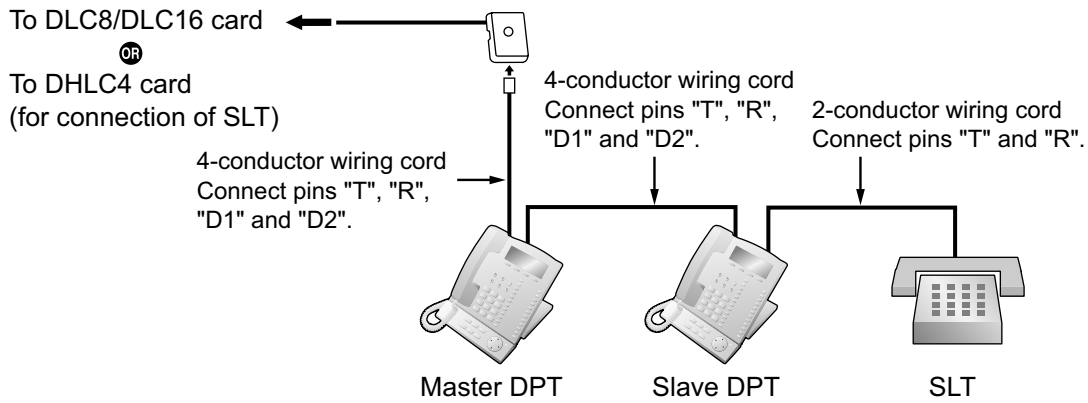 To DLC8/DLC16 card
OR
To DHLC4 card
(for connection of SLT)
4-conductor wiring cord
Connect pins "T", "R",
"D1" and "D2".
4-conductor wiring cord
Connect pins "T", "R",
"D1" and "D2".
2-conductor wiring cord
Connect pins "T" and "R".
Master DPT
Slave DPT
SLT